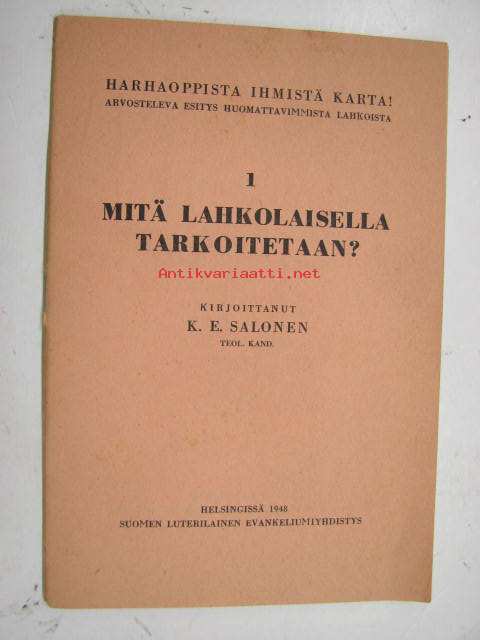 HARHAOPPISTA IHMISTÄ KARTA!
ARVOSTELEVA ESITYS HUOMATTAVIMMISTA LAHKOISTA
1
MITÄ LAHKOLAISELLA
TARKOITETAAN?
Antikvariaatti.net
KIRJOITTANUT
K. E. SALONEN
TEOL. KAND.
HELSINGISSÄ 1948
SUOMEN LUTERILAINEN EVANKELIUMIYHDISTYS